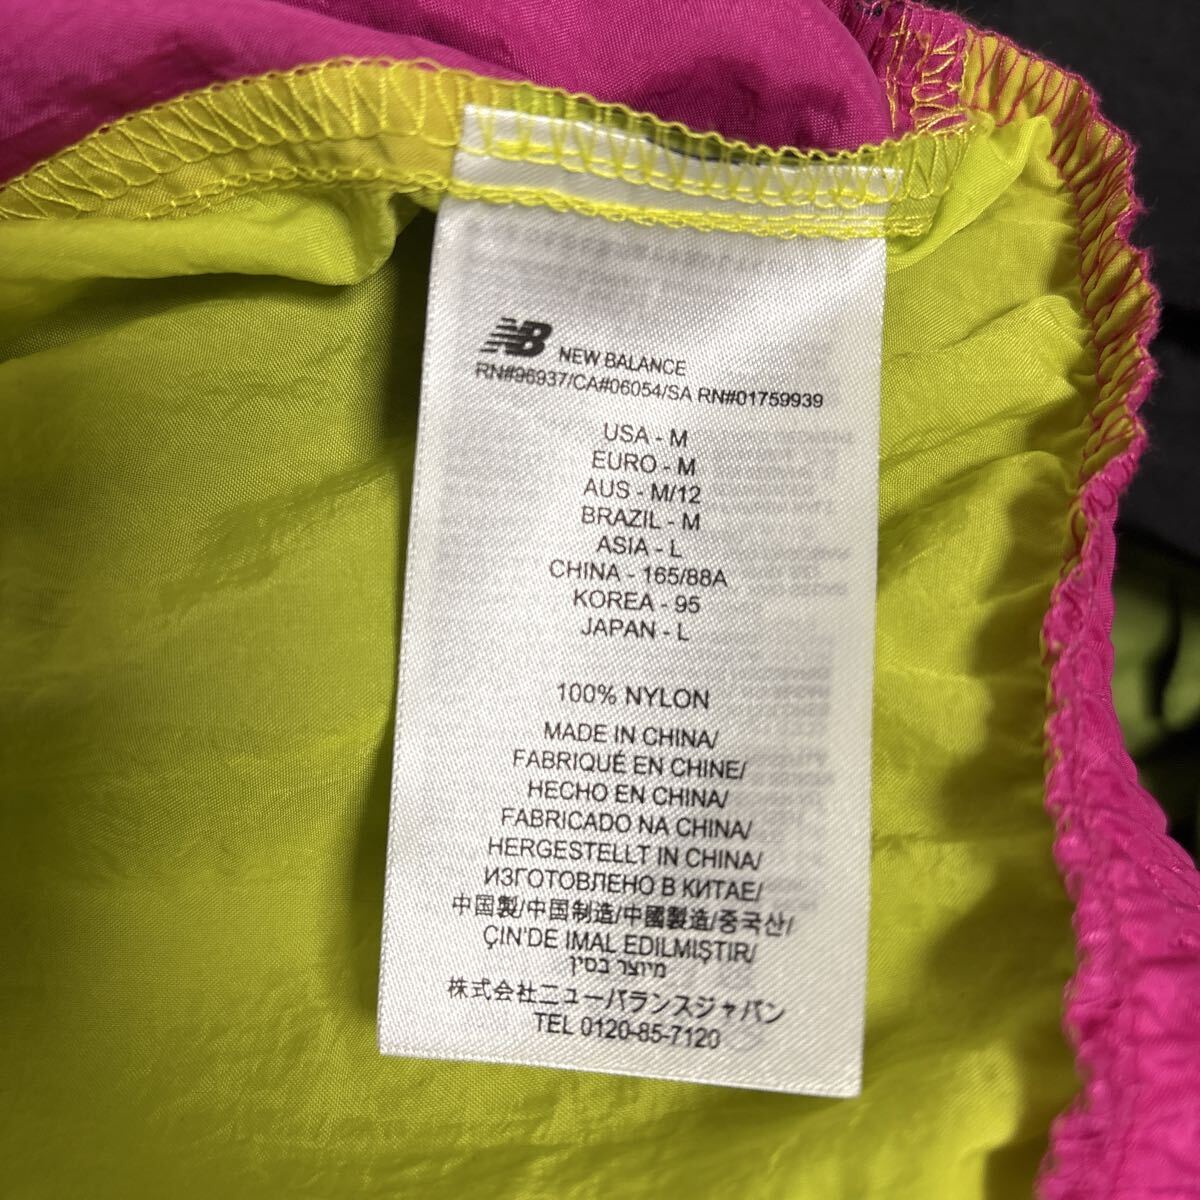 NB NEW BALANCE
RN#96937/CA#06054/SA RN#01759939
USA - M
EURO - M
AUS - M/12
BRAZIL - M
ASIA - L
CHINA - 165/88A
KOREA - 95
JAPAN - L
100% NYLON
MADE IN CHINA/
FABRIQUÉ EN CHINE/
HECHO EN CHINA/
FABRICADO NA CHINA/
HERGESTELLT IN CHINA/
ИЗГОТОВЛЕНО В КИТАЕ/
中国製/中国制造/中國製造/중국산/
ÇIN'DE IMAL EDILMIŞTIR/
מיוצר בסין
株式会社ニューバランスジャパン
TEL 0120-85-7120